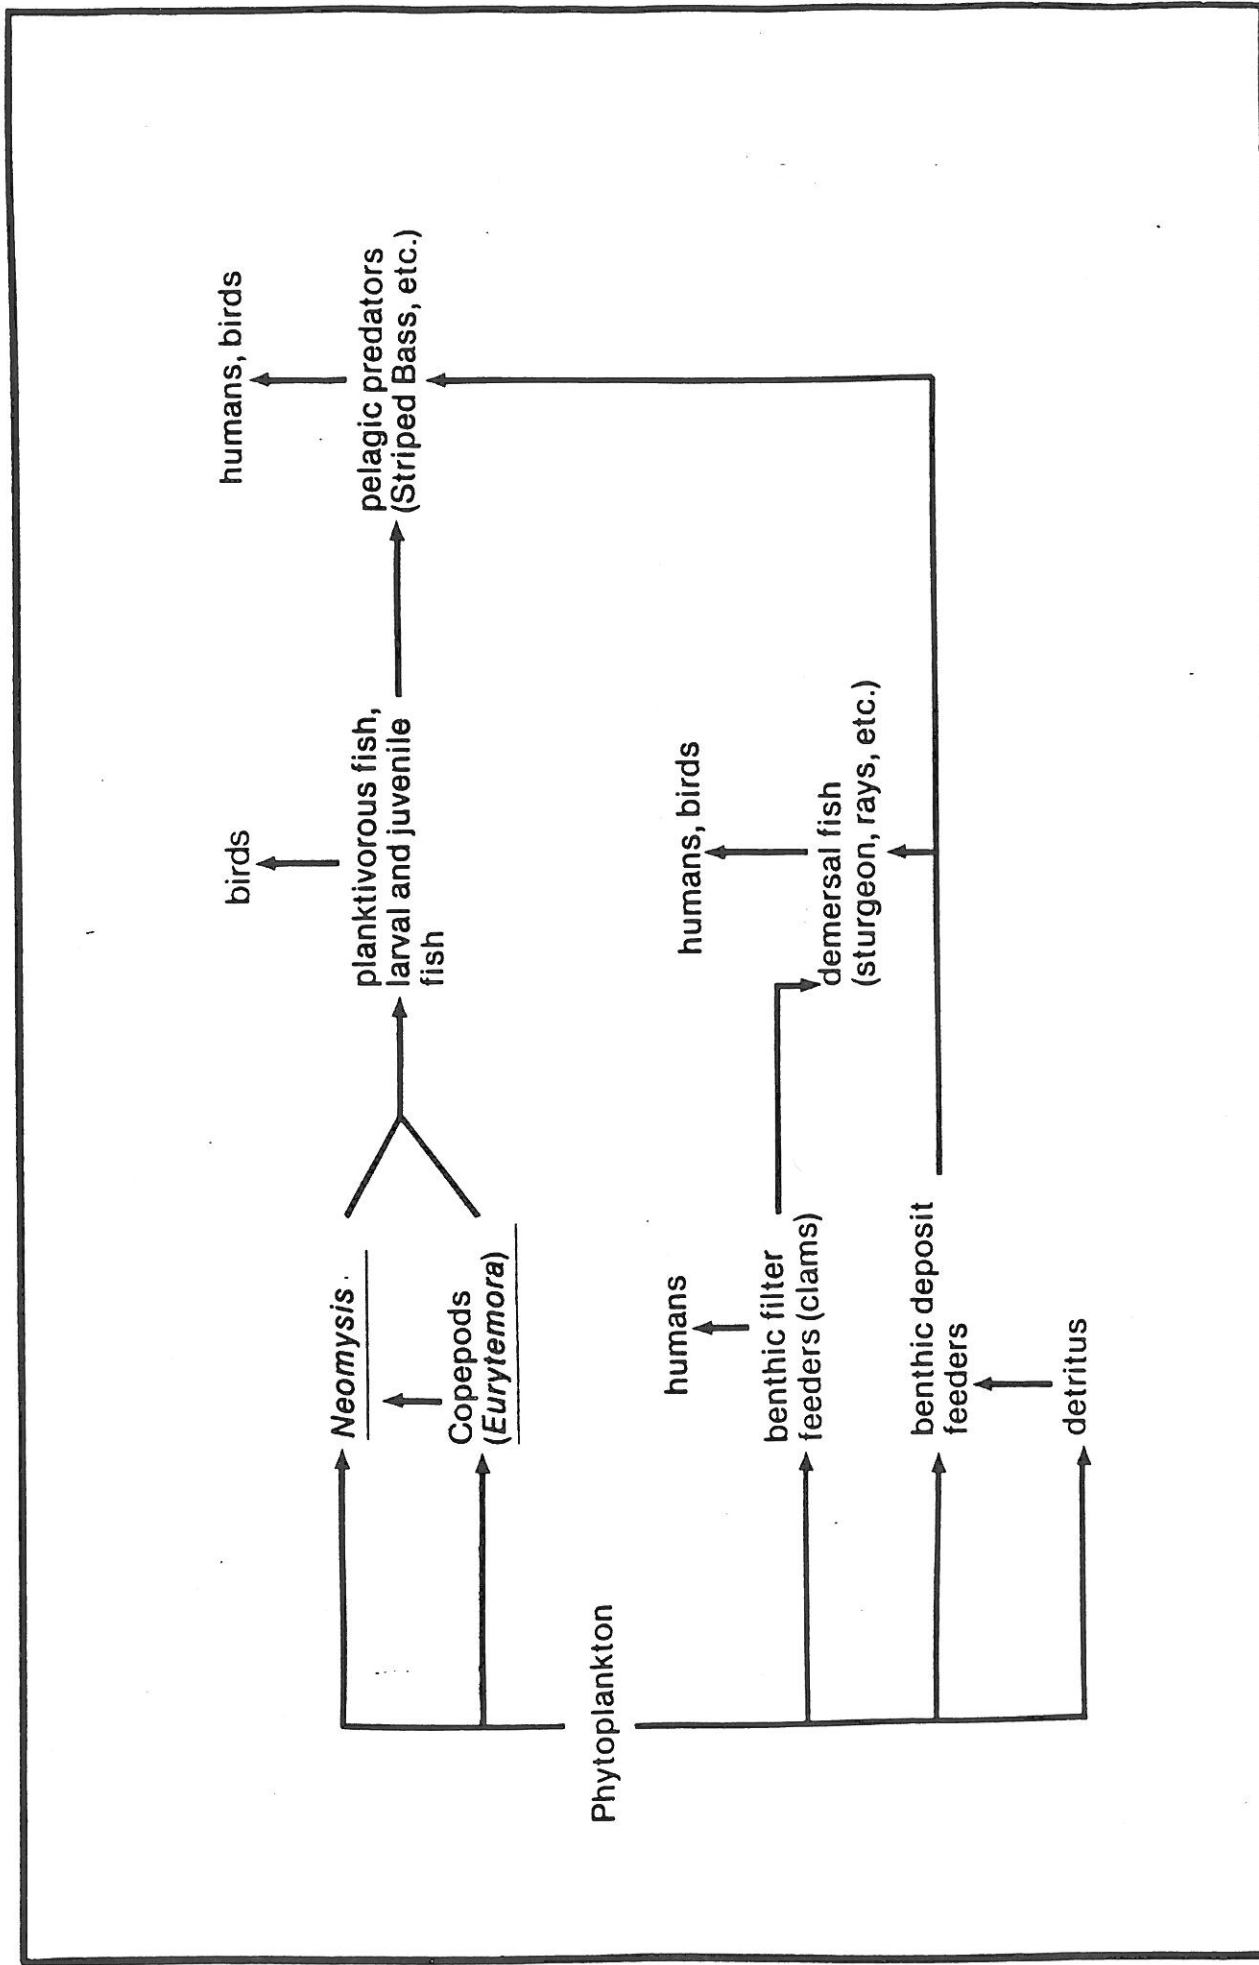 Phytoplankton
Neomysis
Copepods
(Eurytemora)
birds
planktivorous fish,
larval and juvenile
fish
humans, birds
pelagic predators
(Striped Bass, etc.)
humans
benthic filter
feeders (clams)
humans, birds
demersal fish
(sturgeon, rays, etc.)
benthic deposit
feeders
detritus